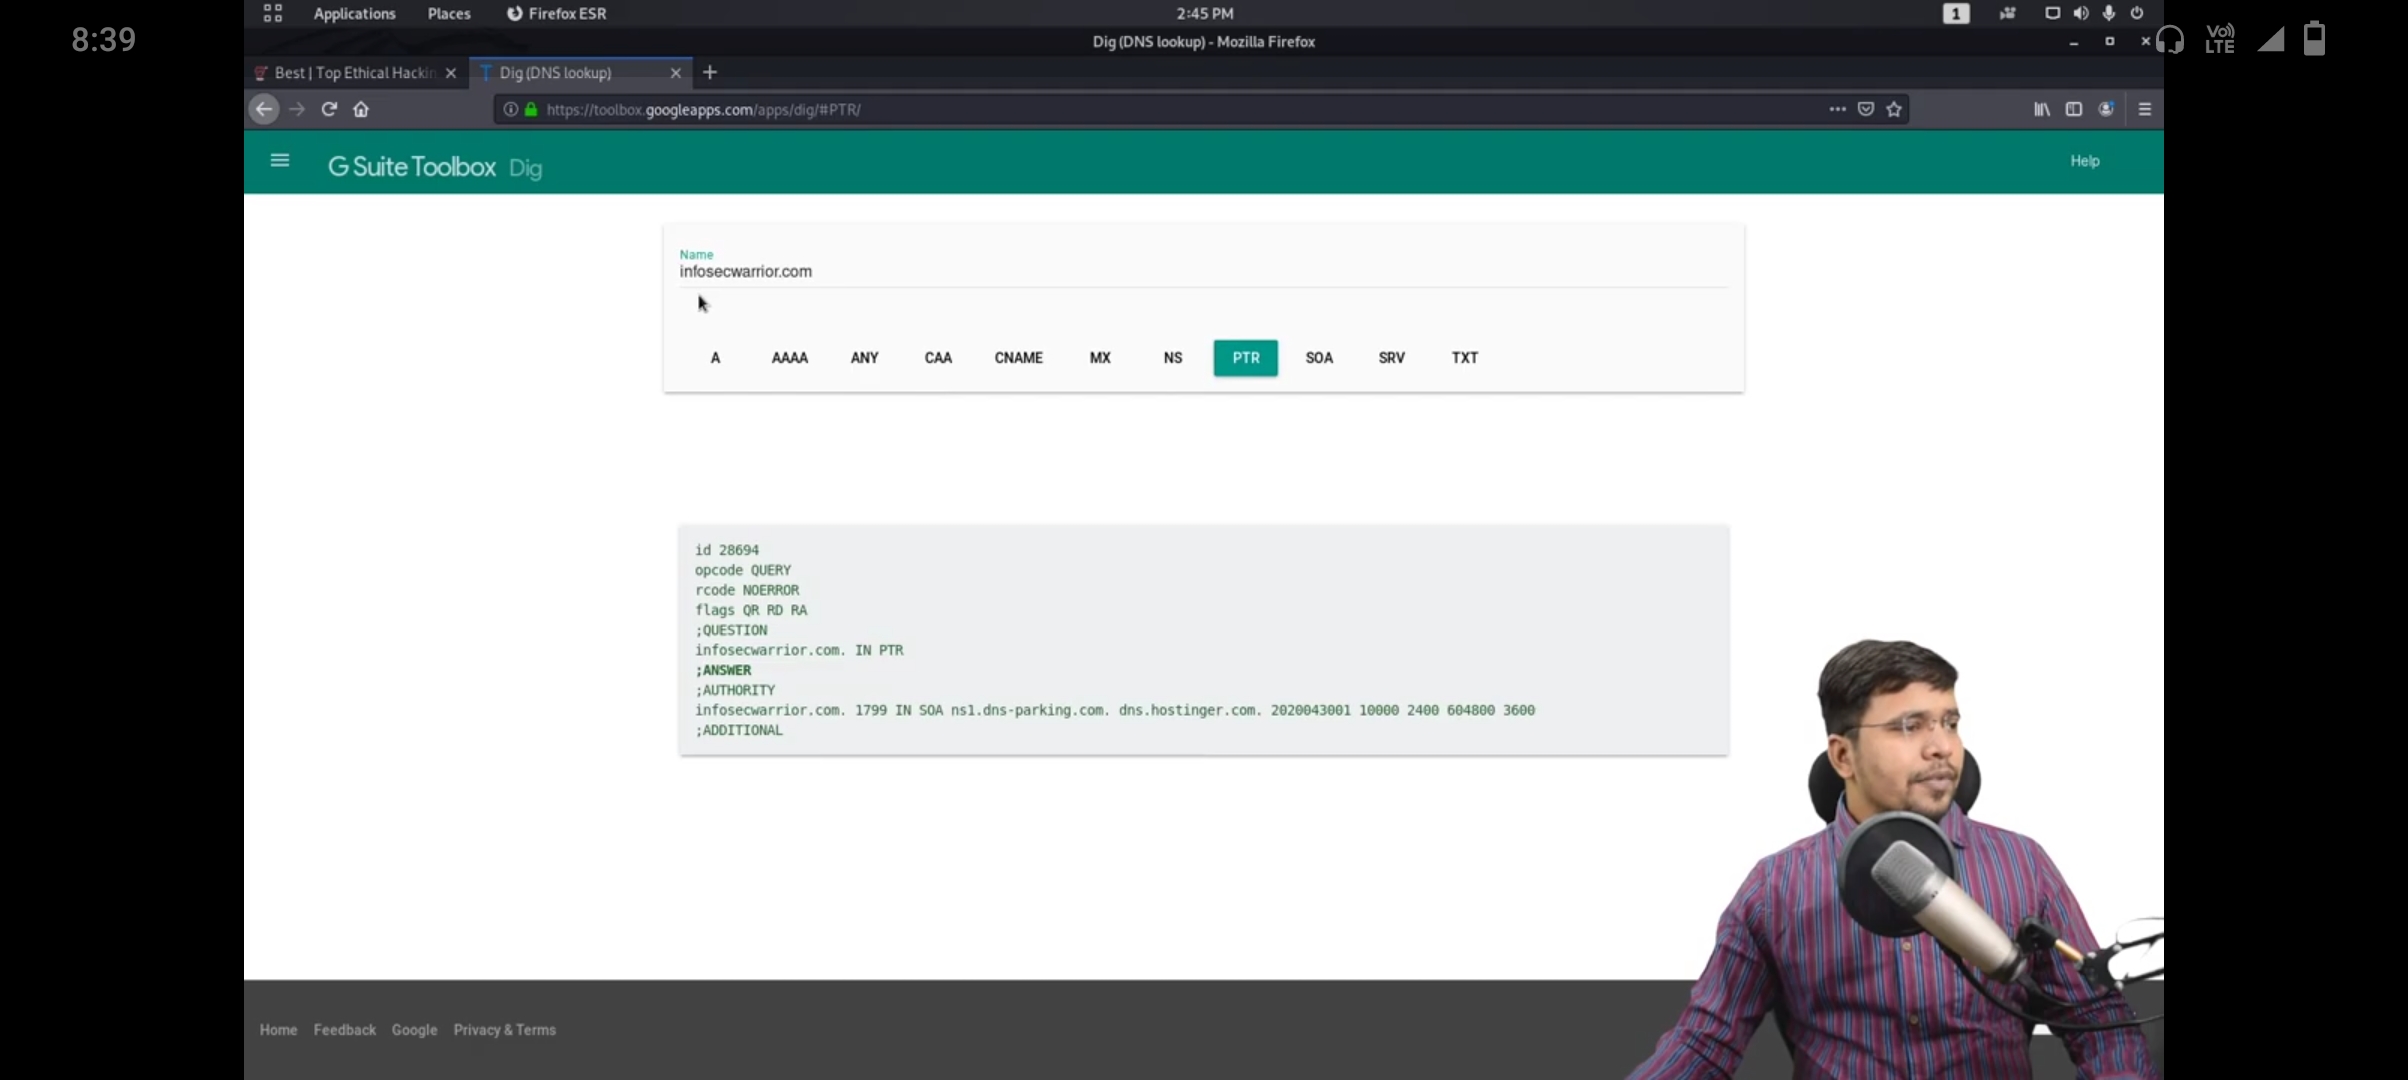 8:39
Applications Places Firefox ESR 2:45 PM 1
Vo)) LTE
Dig (DNS lookup) - Mozilla Firefox
Best | Top Ethical Hackin Dig (DNS lookup)
https://toolbox.googleapps.com/apps/dig/#PTR/
G Suite Toolbox Dig Help
Name
infosecwarrior.com
A AAAA ANY CAA CNAME MX NS PTR SOA SRV TXT
id 28694
opcode QUERY
rcode NOERROR
flags QR RD RA
;QUESTION
infosecwarrior.com. IN PTR
;ANSWER
;AUTHORITY
infosecwarrior.com. 1799 IN SOA ns1.dns-parking.com. dns.hostinger.com. 2020043001 10000 2400 604800 3600
;ADDITIONAL
Home Feedback Google Privacy & Terms